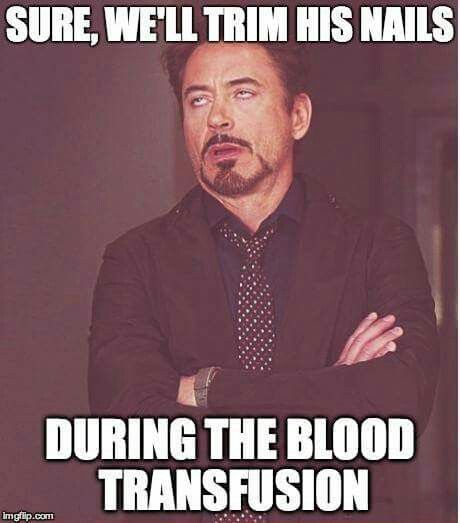 SURE, WE'LL TRIM HIS NAILS
DURING THE BLOOD
TRANSFUSION
imgflip.com